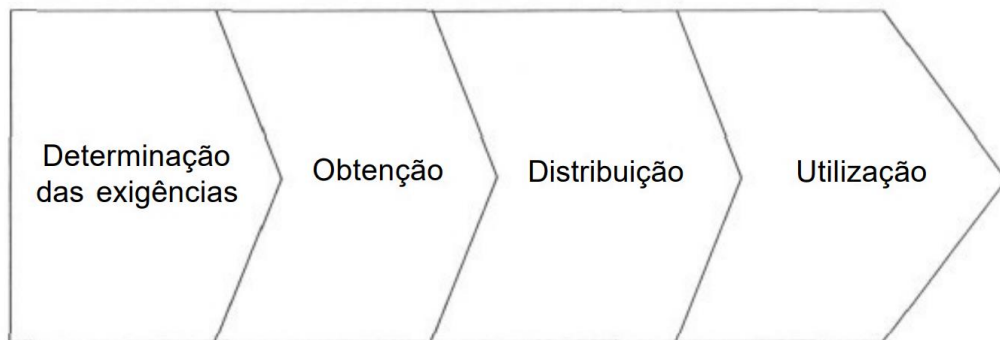 Determinação
das exigências
Obtenção
Distribuição
Utilização